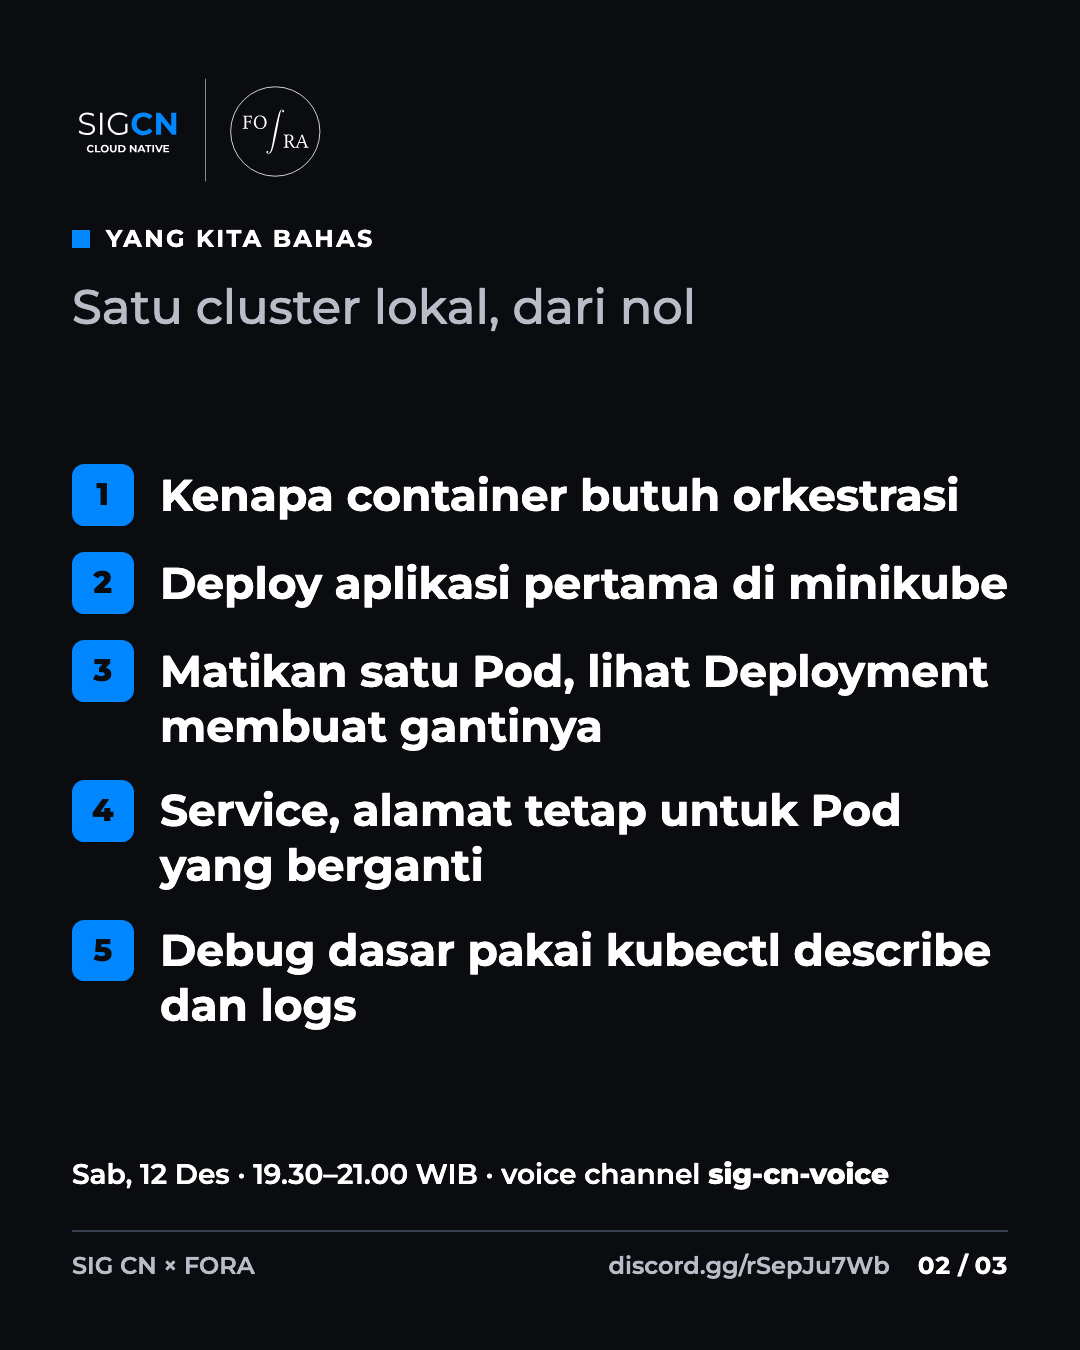 SIGCN
CLOUD NATIVE
FO
RA
YANG KITA BAHAS
Satu cluster lokal, dari nol
1 Kenapa container butuh orkestrasi
2 Deploy aplikasi pertama di minikube
3 Matikan satu Pod, lihat Deployment
membuat gantinya
4 Service, alamat tetap untuk Pod
yang berganti
5 Debug dasar pakai kubectl describe
dan logs
Sab, 12 Des · 19.30–21.00 WIB · voice channel sig-cn-voice
SIG CN × FORA
discord.gg/rSepJu7Wb 02 / 03